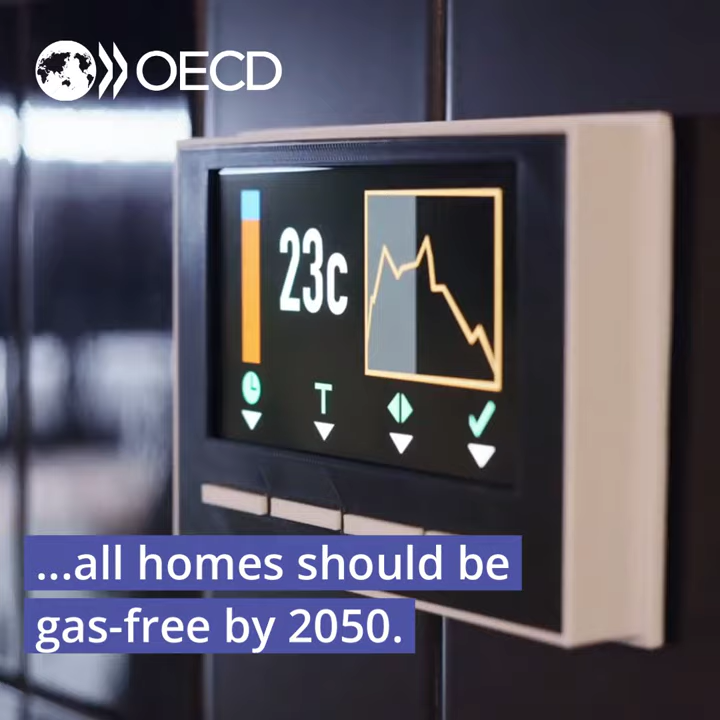 OECD
23c
T
...all homes should be
gas-free by 2050.